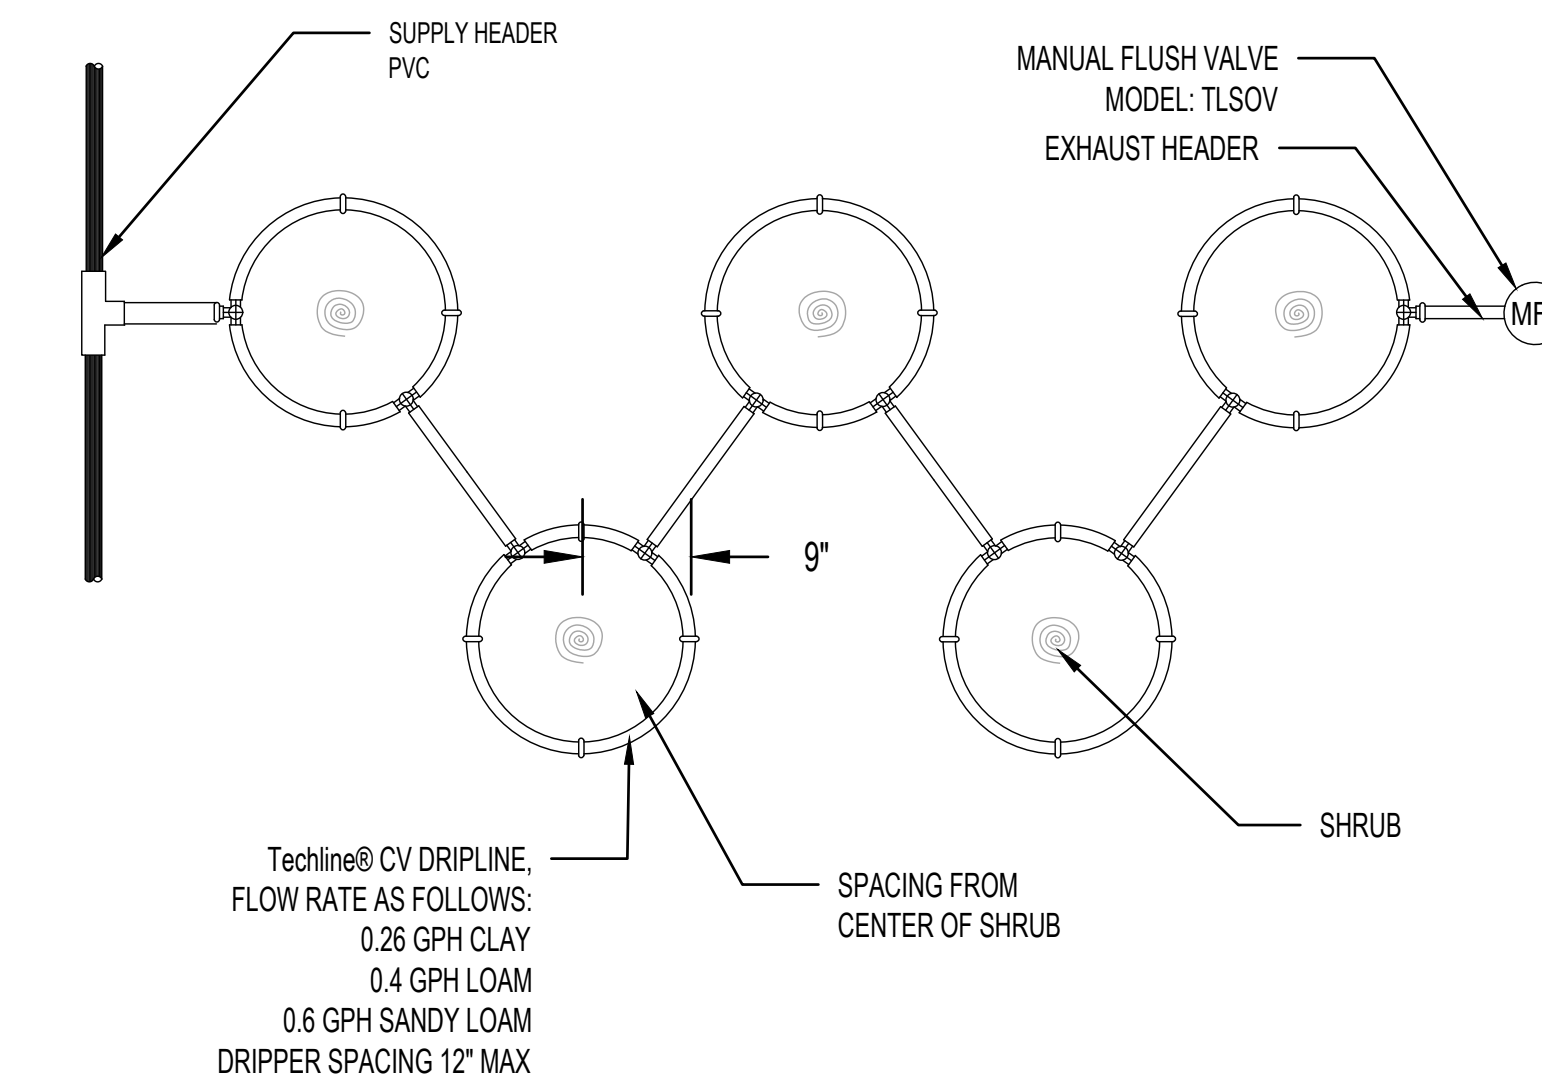 SUPPLY HEADER
PVC
MANUAL FLUSH VALVE
MODEL: TLSOV
EXHAUST HEADER
9"
SHRUB
Techline® CV DRIPLINE,
FLOW RATE AS FOLLOWS:
0.26 GPH CLAY
0.4 GPH LOAM
0.6 GPH SANDY LOAM
DRIPPER SPACING 12" MAX
SPACING FROM
CENTER OF SHRUB